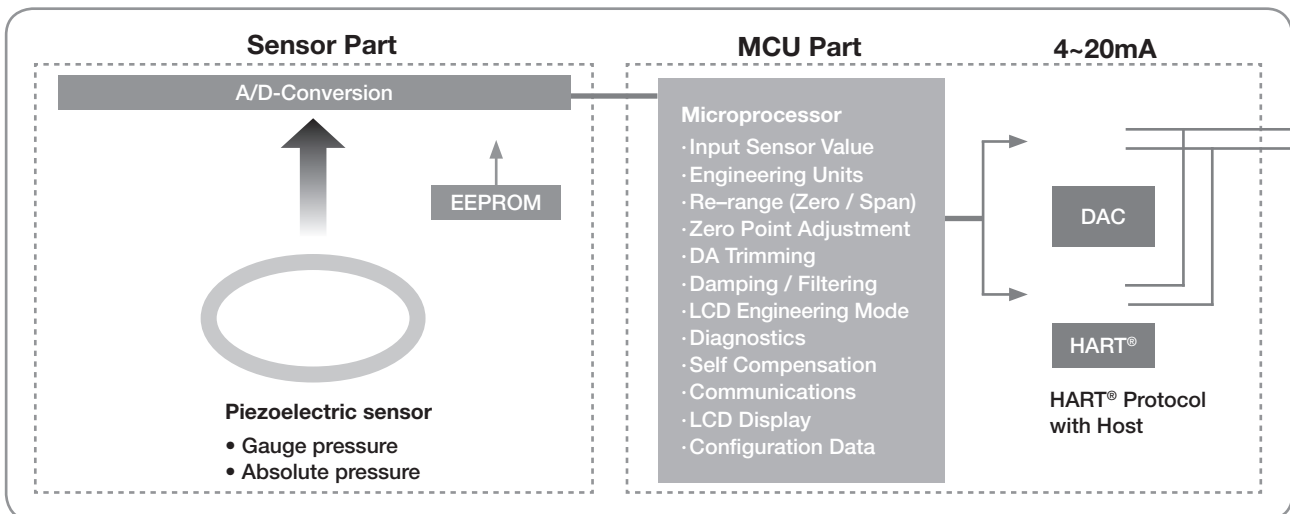 Sensor Part
MCU Part
4~20mA
A/D-Conversion
EEPROM
Piezoelectric sensor
• Gauge pressure
• Absolute pressure
Microprocessor
·Input Sensor Value
·Engineering Units
·Re–range (Zero / Span)
·Zero Point Adjustment
·DA Trimming
·Damping / Filtering
·LCD Engineering Mode
·Diagnostics
·Self Compensation
·Communications
·LCD Display
·Configuration Data
DAC
HART®
HART® Protocol
with Host